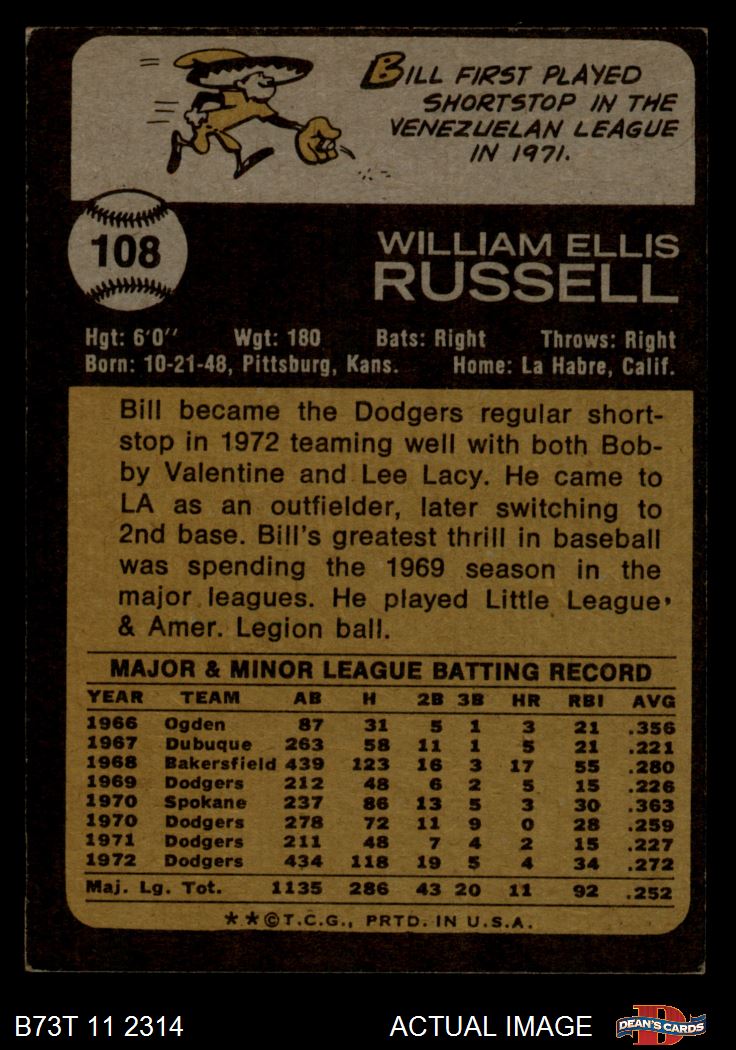 BILL FIRST PLAYED
SHORTSTOP IN THE
VENEZUELAN LEAGUE
IN 1971.
108
WILLIAM ELLIS
RUSSELL
Hgt: 6'0" Wgt: 180 Bats: Right Throws: Right
Born: 10-21-48, Pittsburg, Kans. Home: La Habre, Calif.
Bill became the Dodgers regular short-
stop in 1972 teaming well with both Bob-
by Valentine and Lee Lacy. He came to
LA as an outfielder, later switching to
2nd base. Bill's greatest thrill in baseball
was spending the 1969 season in the
major leagues. He played Little League
& Amer. Legion ball.
MAJOR & MINOR LEAGUE BATTING RECORD
YEAR TEAM AB H 2B 3B HR RBI AVG
1966 Ogden 87 31 5 1 3 21 .356
1967 Dubuque 263 58 11 1 5 21 .221
1968 Bakersfield 439 123 16 3 17 55 .280
1969 Dodgers 212 48 6 2 5 15 .226
1970 Spokane 237 86 13 5 3 30 .363
1970 Dodgers 278 72 11 9 0 28 .259
1971 Dodgers 211 48 7 4 2 15 .227
1972 Dodgers 434 118 19 5 4 34 .272
Maj. Lg. Tot. 1135 286 43 20 11 92 .252
**©T.C.G., PRTD. IN U.S.A.
B73T 11 2314 ACTUAL IMAGE D DEAN'S CARDS